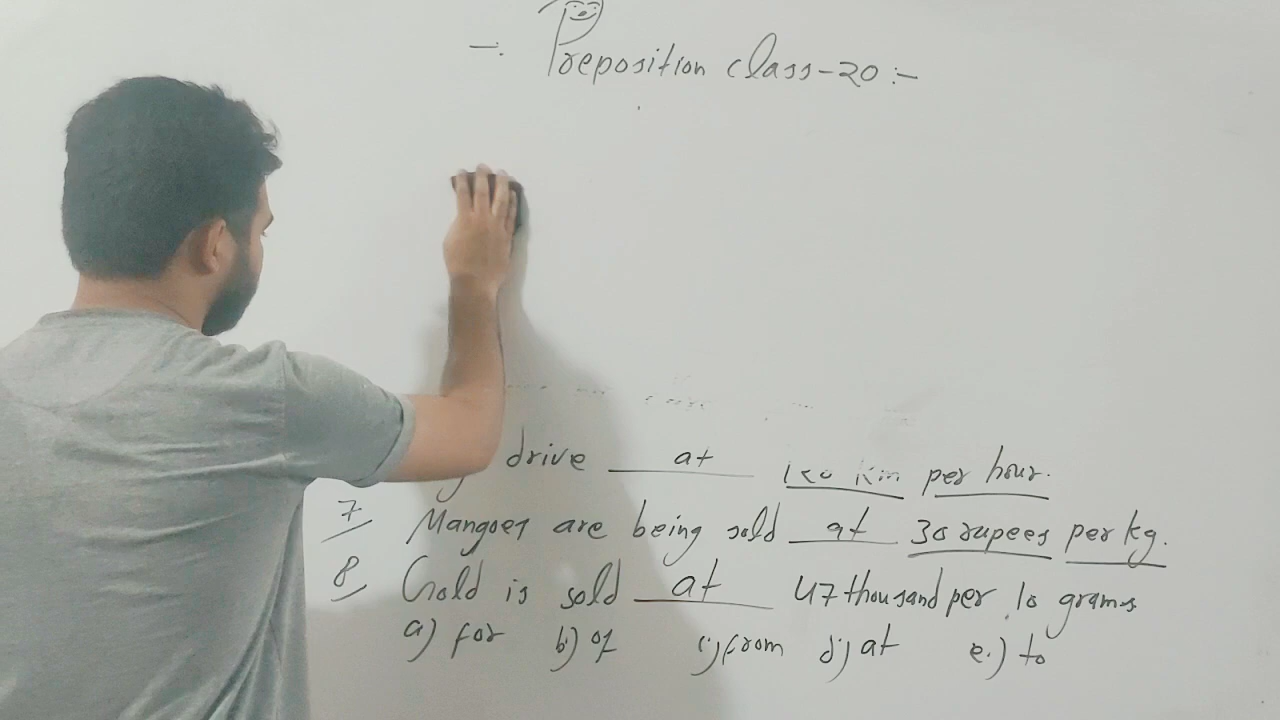 -: Preposition class-20 :-
drive at 120 km per hour.
7 Mangoes are being sold at 30 rupees per kg.
8 Gold is sold at 47 thousand per 10 grams
a) for b) of c) from d) at e.) to